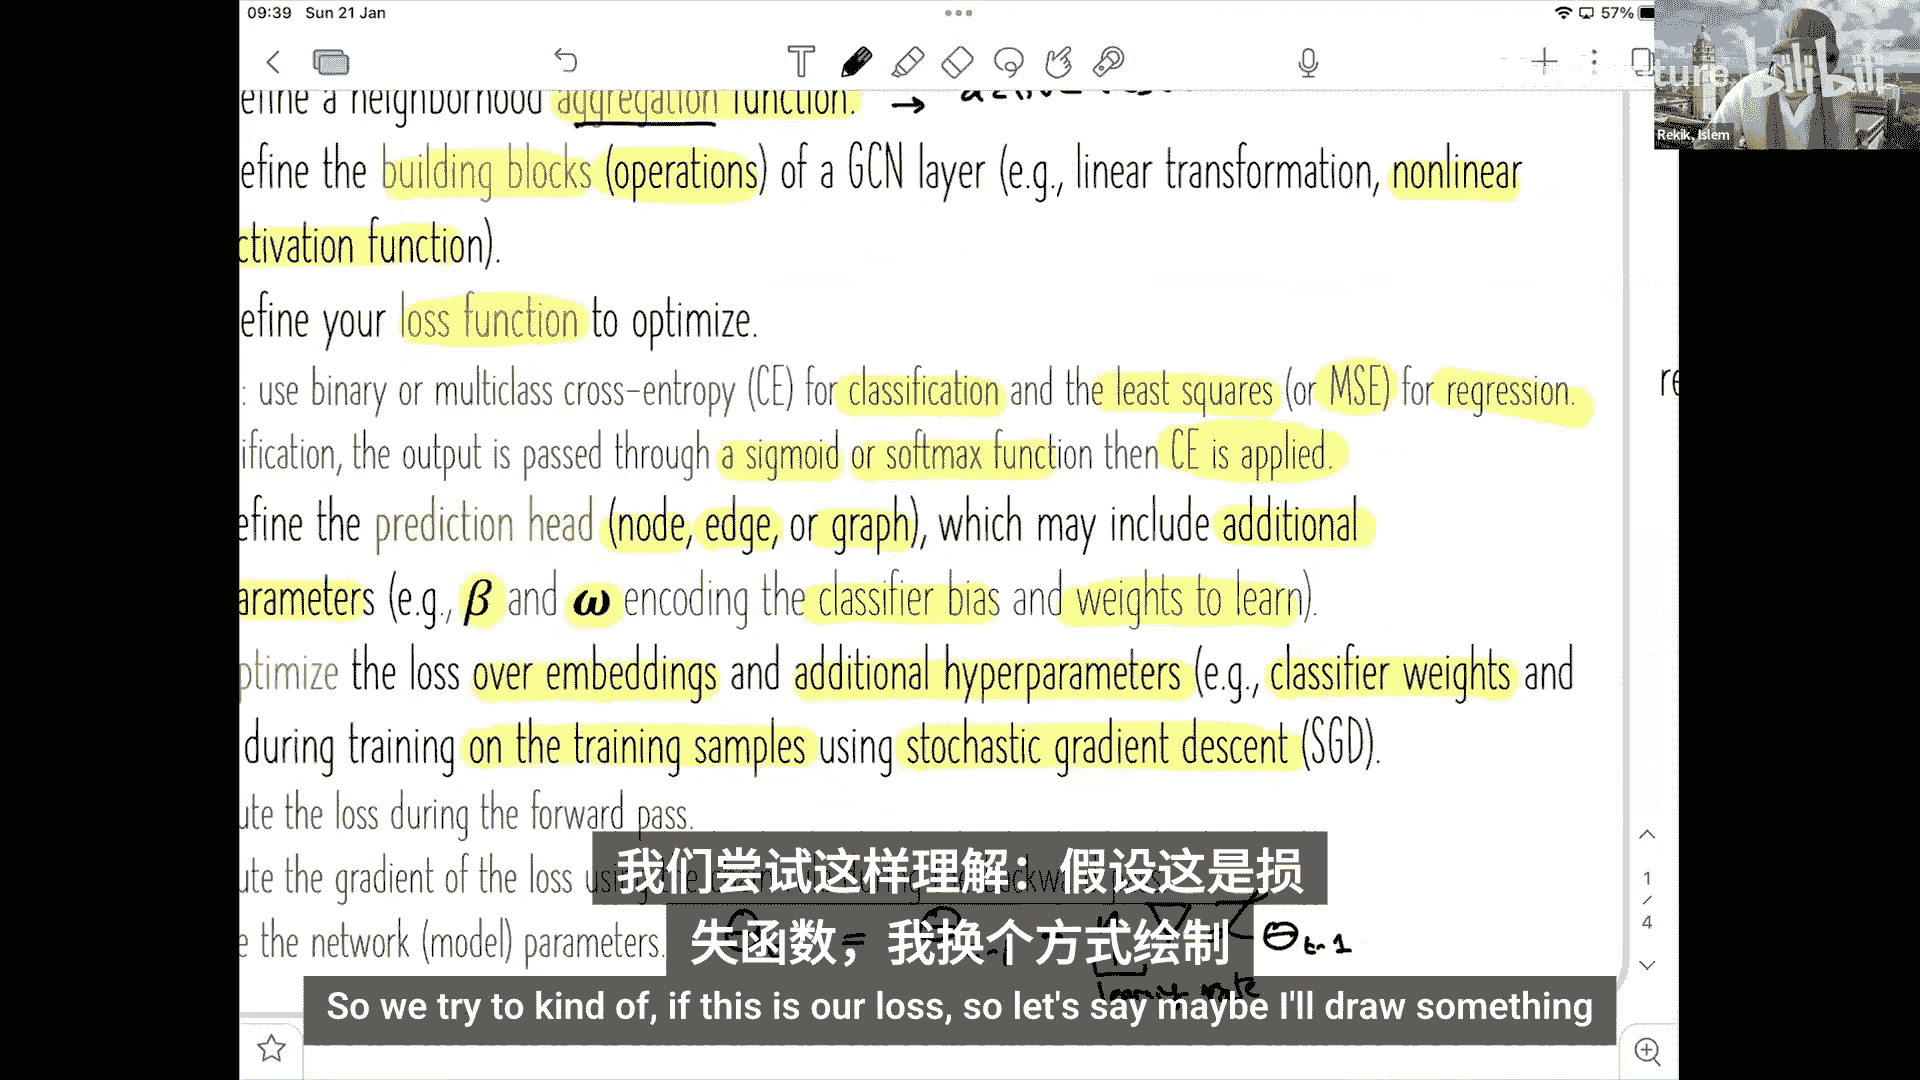 09:39 Sun 21 Jan
57%
bilibili
Rekik, Islem
efine a neighborhood aggregation function. →
efine the building blocks (operations) of a GCN layer (e.g., linear transformation, nonlinear
ctivation function).
efine your loss function to optimize.
: use binary or multiclass cross-entropy (CE) for classification and the least squares (or MSE) for regression.
ification, the output is passed through a sigmoid or softmax function then CE is applied.
efine the prediction head (node, edge, or graph), which may include additional
arameters (e.g., β and ω encoding the classifier bias and weights to learn).
ptimize the loss over embeddings and additional hyperparameters (e.g., classifier weights and
during training on the training samples using stochastic gradient descent (SGD).
ute the loss during the forward pass.
ute the gradient of the loss
e the network (model) parameters. = θt-1
我们尝试这样理解：假设这是损
失函数，我换个方式绘制
So we try to kind of, if this is our loss, so let's say maybe I'll draw something
re
1
/
4